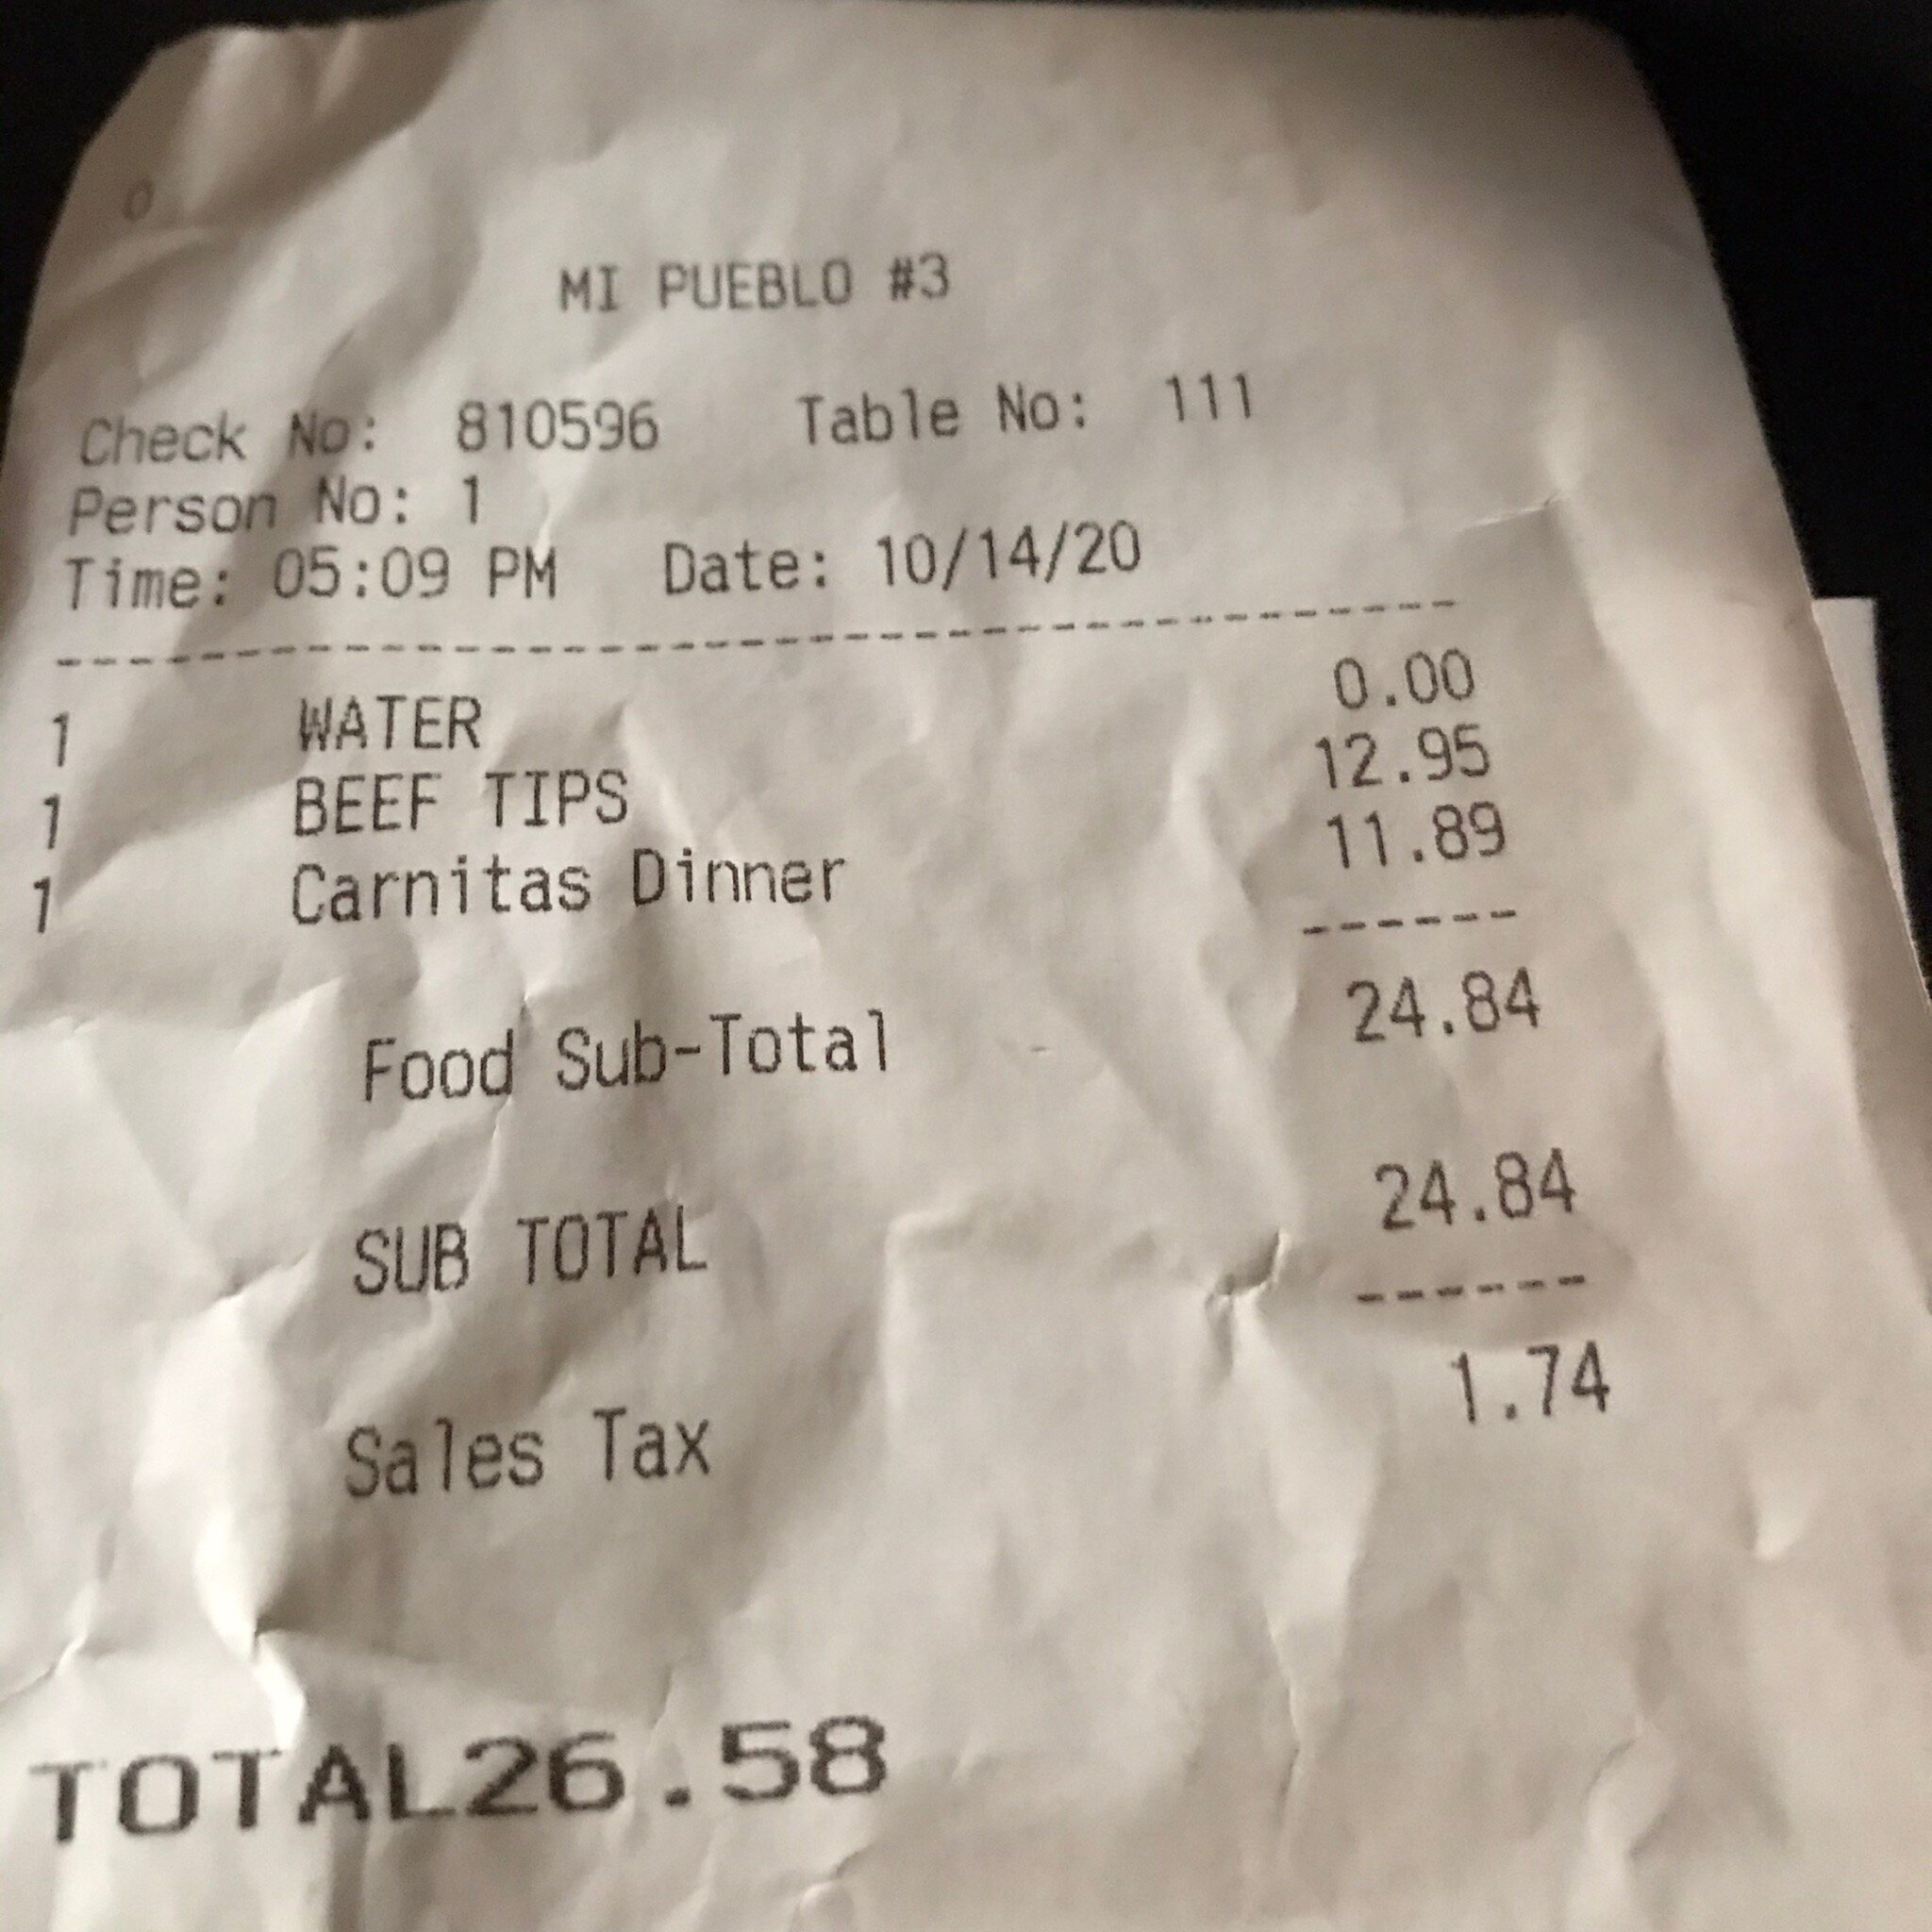 MI PUEBLO #3
Check No: 810596 Table No: 111
Person No: 1
Time: 05:09 PM Date: 10/14/20
1 WATER 0.00
1 BEEF TIPS 12.95
1 Carnitas Dinner 11.89
Food Sub-Total 24.84
SUB TOTAL 24.84
Sales Tax 1.74
TOTAL26.58